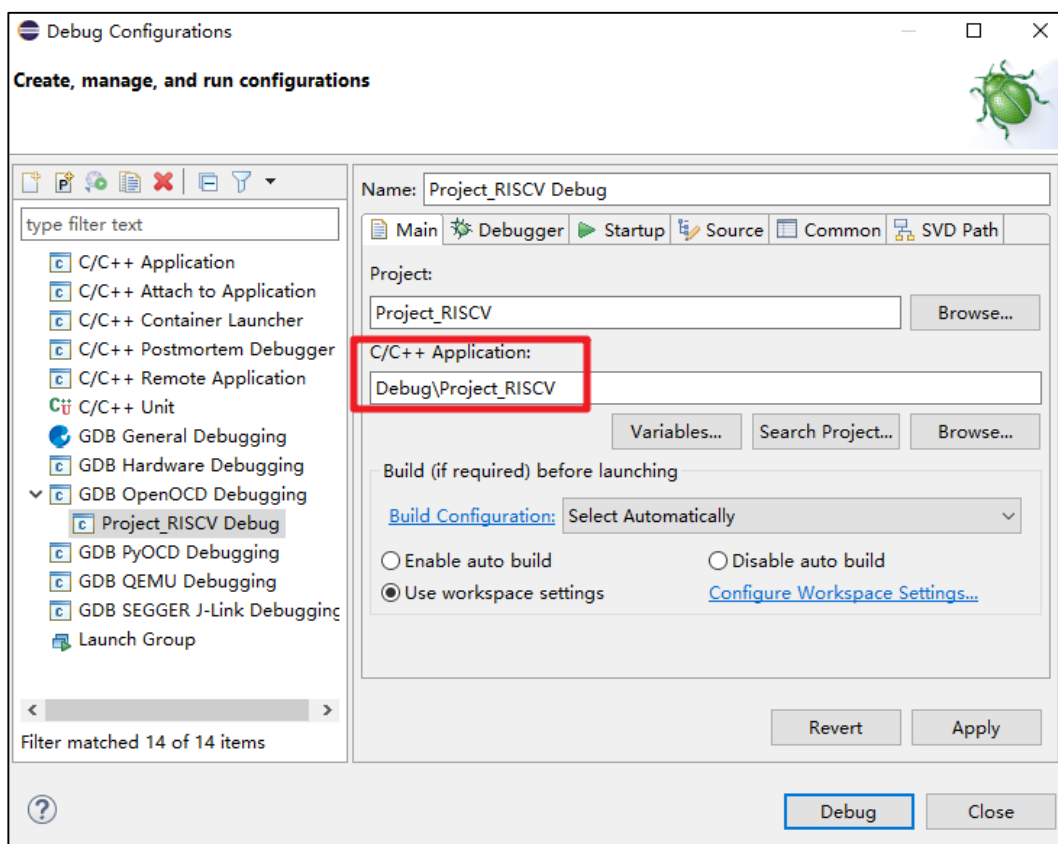 Debug Configurations
Create, manage, and run configurations
type filter text
C/C++ Application
C/C++ Attach to Application
C/C++ Container Launcher
C/C++ Postmortem Debugger
C/C++ Remote Application
C/C++ Unit
GDB General Debugging
GDB Hardware Debugging
GDB OpenOCD Debugging
Project_RISCV Debug
GDB PyOCD Debugging
GDB QEMU Debugging
GDB SEGGER J-Link Debugging
Launch Group
Filter matched 14 of 14 items
Name: Project_RISCV Debug
Main Debugger Startup Source Common SVD Path
Project:
Project_RISCV Browse...
C/C++ Application:
Debug\Project_RISCV
Variables... Search Project... Browse...
Build (if required) before launching
Build Configuration: Select Automatically
Enable auto build Disable auto build
Use workspace settings Configure Workspace Settings...
Revert Apply
Debug Close